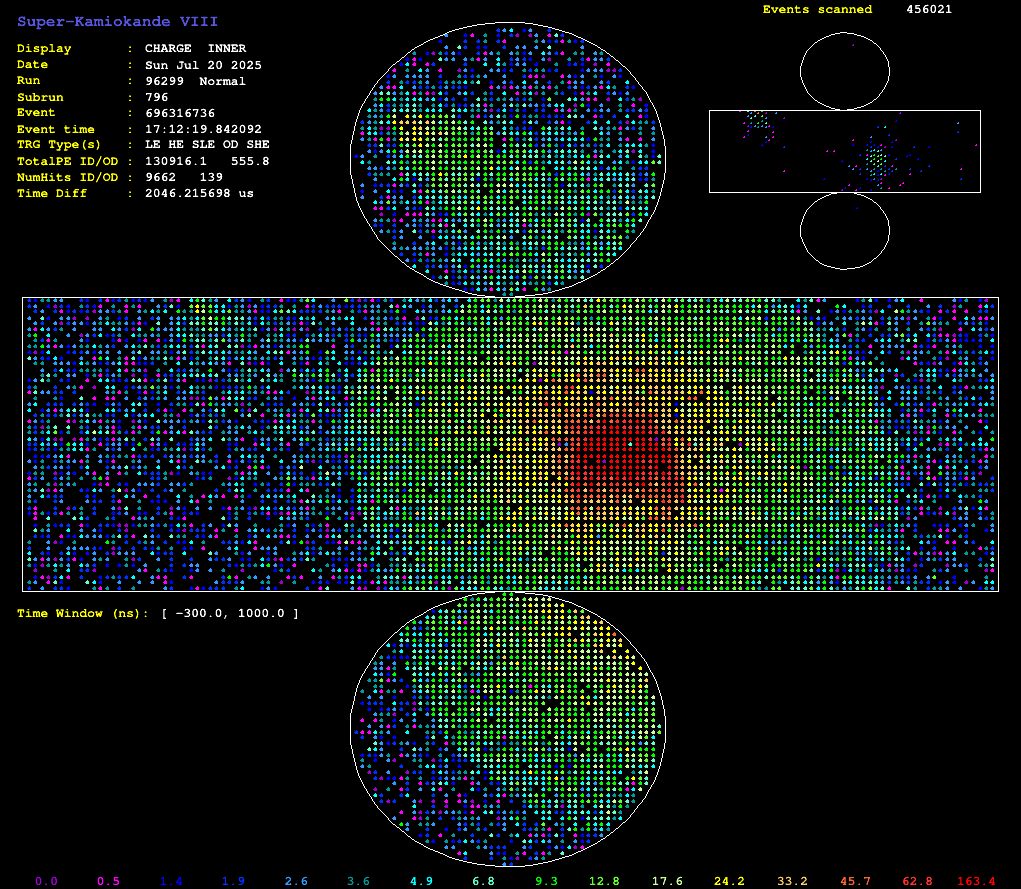 Super-Kamiokande VIII
Events scanned 456021
Display : CHARGE INNER
Date : Sun Jul 20 2025
Run : 96299 Normal
Subrun : 796
Event : 696316736
Event time : 17:12:19.842092
TRG Type(s) : LE HE SLE OD SHE
TotalPE ID/OD : 130916.1 555.8
NumHits ID/OD : 9662 139
Time Diff : 2046.215698 us
Time Window (ns): [ -300.0, 1000.0 ]
0.0 0.5 1.4 1.9 2.6 3.6 4.9 6.8 9.3 12.8 17.6 24.2 33.2 45.7 62.8 163.4